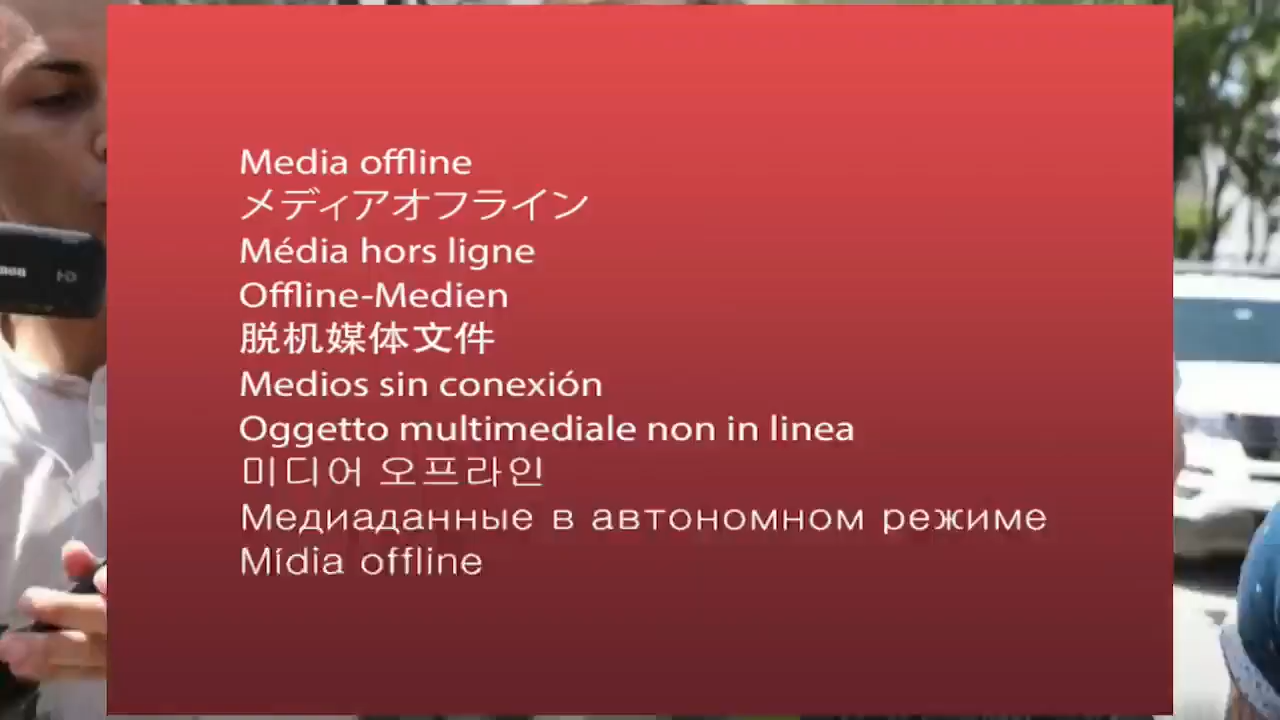 Media offline
メディアオフライン
Média hors ligne
Offline-Medien
脱机媒体文件
Medios sin conexión
Oggetto multimediale non in linea
미디어 오프라인
Медиаданные в автономном режиме
Mídia offline
HD